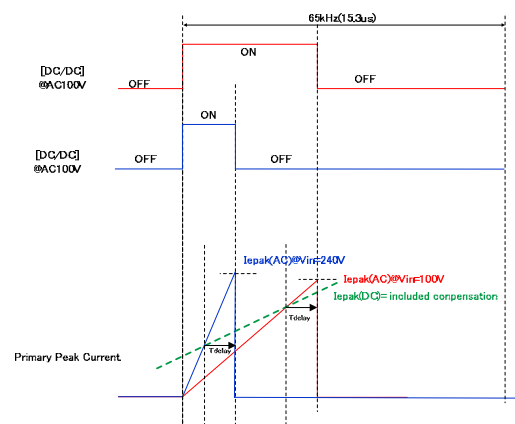 65kHz(15.3us)
ON
[DC/DC]
@AC100V
OFF
OFF
ON
[DC/DC]
@AC100V
OFF
OFF
Iepak(AC)@Vin=240V
Iepak(AC)@Vin=100V
Iepak(DC)=included conpensation
Tdelay
Tdelay
Primary Peak Current.